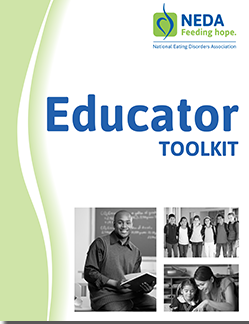 NEDA
Feeding hope.
National Eating Disorders Association
Educator
TOOLKIT